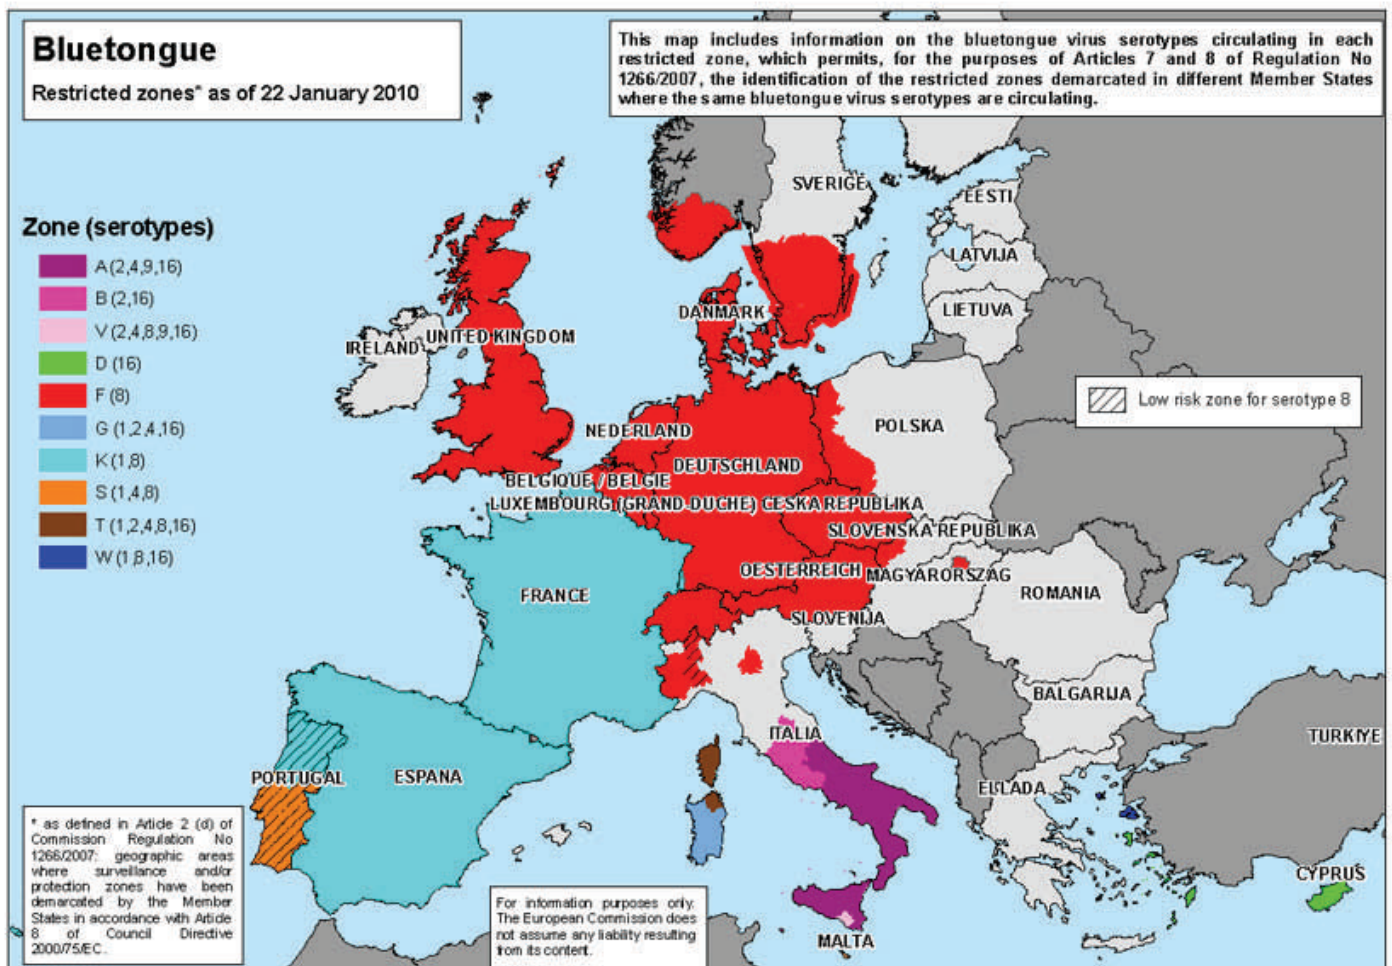 Bluetongue
Restricted zones* as of 22 January 2010
This map includes information on the bluetongue virus serotypes circulating in each
restricted zone, which permits, for the purposes of Articles 7 and 8 of Regulation No
1266/2007, the identification of the restricted zones demarcated in different Member States
where the same bluetongue virus serotypes are circulating.
Zone (serotypes)
A (2,4,9,16)
B (2,16)
V (2,4,8,9,16)
D (16)
F (8)
G (1,2,4,16)
K (1,8)
S (1,4,8)
T (1,2,4,8,16)
W (1,8,16)
SVERIGE
EESTI
LATVIJA
LIETUVA
DANMARK
UNITED KINGDOM
IRELAND
Low risk zone for serotype 8
POLSKA
NEDERLAND
DEUTSCHLAND
BELGIQUE / BELGIE
LUXEMBOURG (GRAND-DUCHE)
CESKA REPUBLIKA
SLOVENSKA REPUBLIKA
OESTERREICH
MAGYARORSZAG
FRANCE
ROMANIA
SLOVENIJA
BALGARIJA
ITALIA
TURKIYE
PORTUGAL
ESPANA
ELLADA
CYPRUS
MALTA
* as defined in Article 2 (d) of
Commission Regulation No
1266/2007: geographic areas
where surveillance and/or
protection zones have been
demarcated by the Member
States in accordance with Article
8 of Council Directive
2000/75/EC.
For information purposes only.
The European Commission does
not assume any liability resulting
from its content.